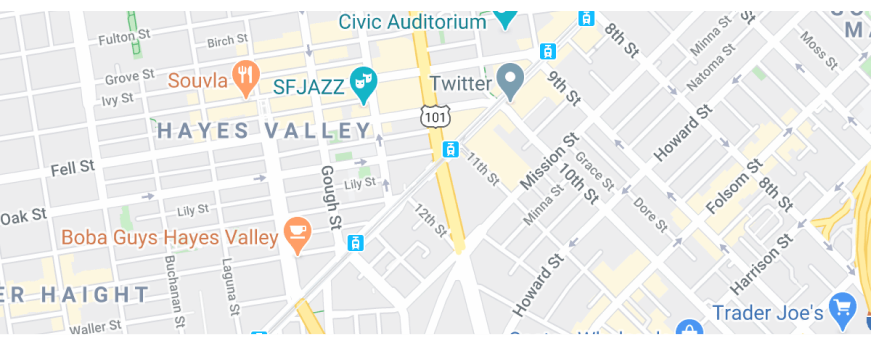 Civic Auditorium
8th St
Fulton St
Birch St
Minna St
Moss St
Natoma St
Grove St
Souvla
SFJAZZ
Twitter
9th St
Ivy St
101
HAYES VALLEY
Howard St
Mission St
11th St
Grace St
10th St
Folsom St
Fell St
Lily St
Gough St
8th St
Minna St
Dore St
Oak St
Lily St
12th St
Boba Guys Hayes Valley
Harrison St
Howard St
Buchanan St
Laguna St
ER HAIGHT
Trader Joe's
Waller St